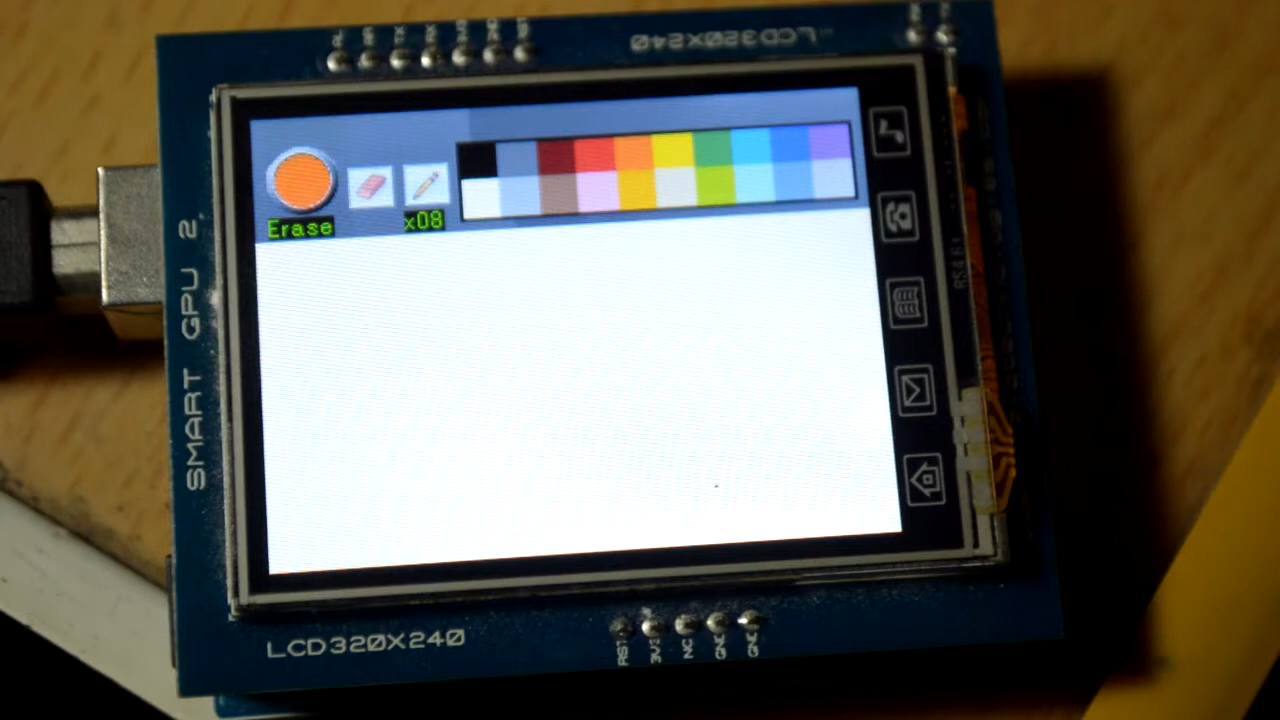 LCD320X240
Erase
x08
SMART GPU 2
LCD320X240
RST
3V3
NC
GND
GND